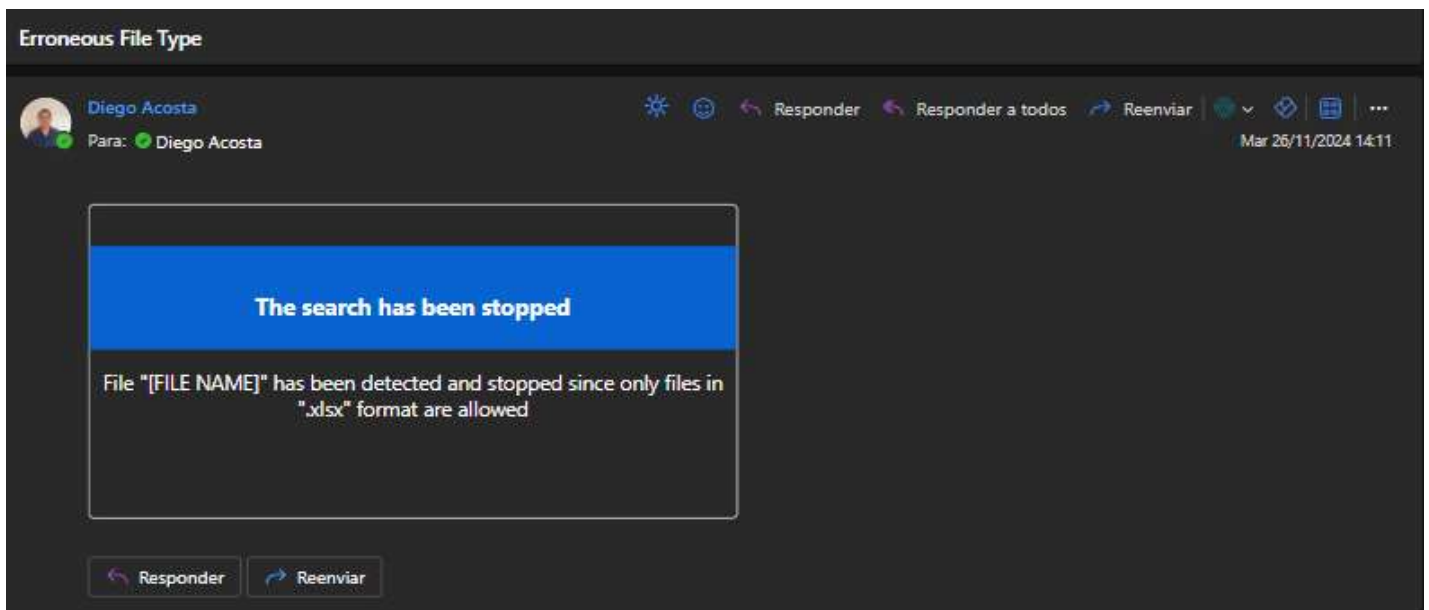 Erroneous File Type
Diego Acosta
Responder
Responder a todos
Reenviar
Para: Diego Acosta
Mar 26/11/2024 14:11
The search has been stopped
File "[FILE NAME]" has been detected and stopped since only files in
".xlsx" format are allowed
Responder
Reenviar